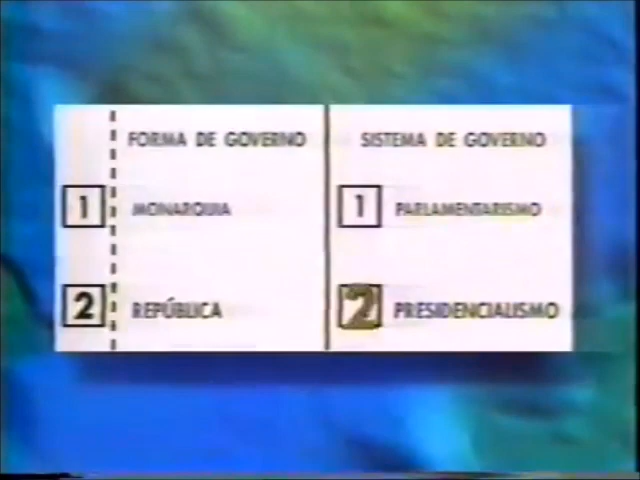 FORMA DE GOVERNO
1 MONARQUIA
2 REPÚBLICA
SISTEMA DE GOVERNO
1 PARLAMENTARISMO
2 PRESIDENCIALISMO